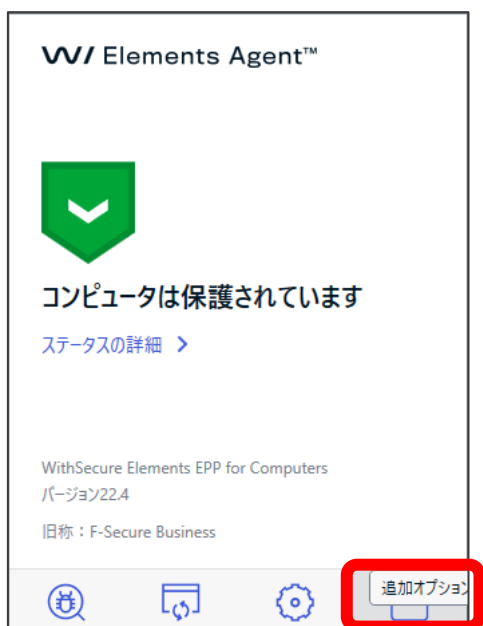 W/ Elements Agent™
コンピュータは保護されています
ステータスの詳細 >
WithSecure Elements EPP for Computers
バージョン22.4
旧称：F-Secure Business
追加オプション